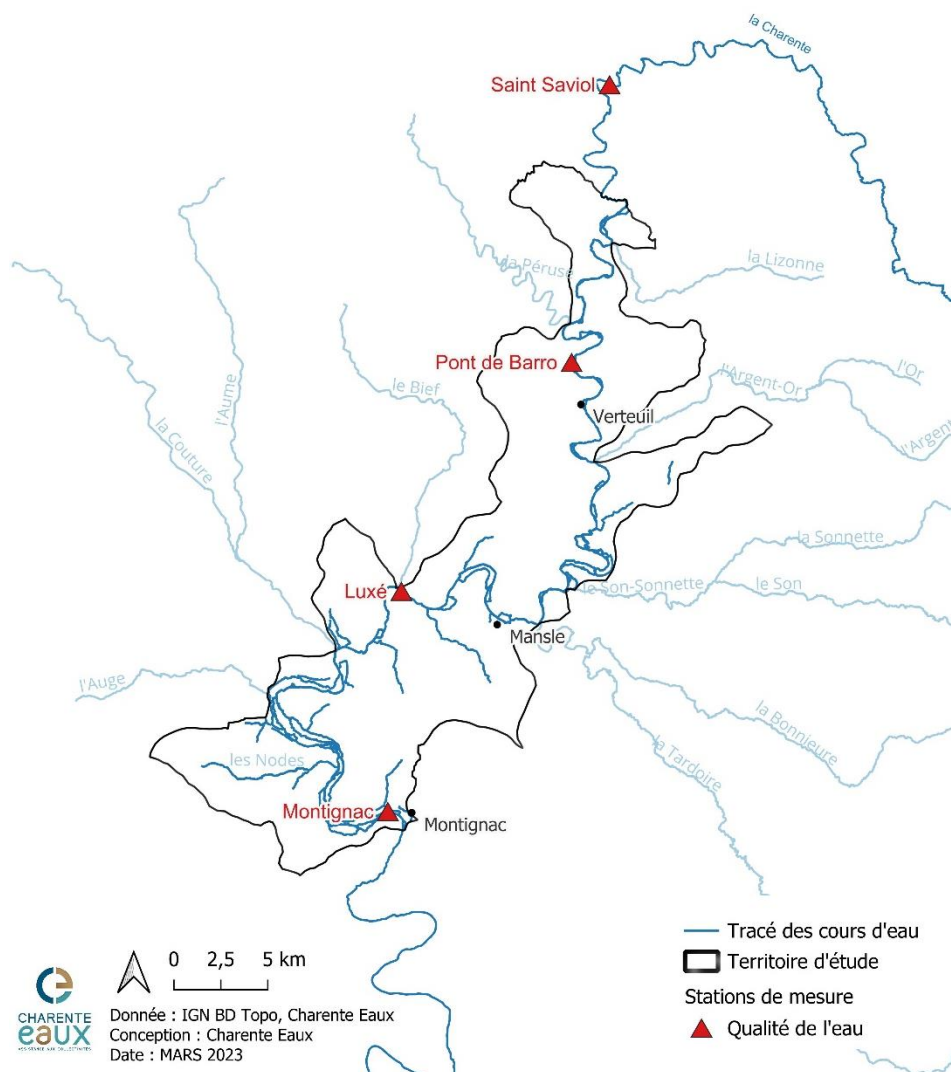 la Charente
Saint Saviol
la Péruse
la Lizonne
Pont de Barro
l'Or
l'Argent-Or
le Bief
l'Aume
Verteuil
la Couture
l'Argent
la Sonnette
Luxé
le Son-Sonnette
le Son
Mansle
l'Auge
la Bonnieure
la Tardoire
les Nodes
Montignac
Montignac
Tracé des cours d'eau
Territoire d'étude
Stations de mesure
Qualité de l'eau
0 2,5 5 km
CHARENTE
eaux
ASSISTANCE AUX COLLECTIVITÉS
Donnée : IGN BD Topo, Charente Eaux
Conception : Charente Eaux
Date : MARS 2023